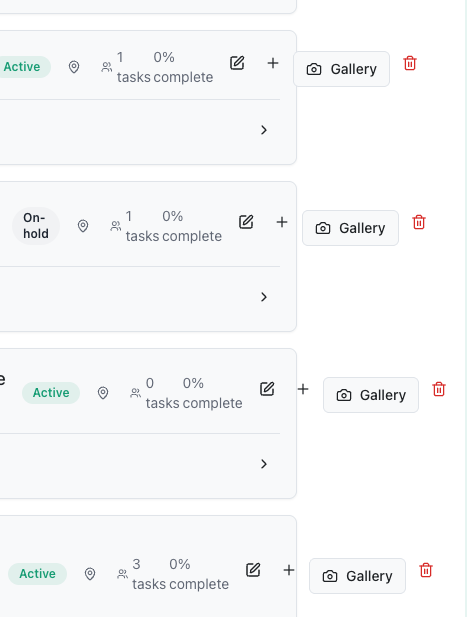 Active 1 tasks 0% complete Gallery
On-hold 1 tasks 0% complete Gallery
e
Active 0 tasks 0% complete Gallery
Active 3 tasks 0% complete Gallery